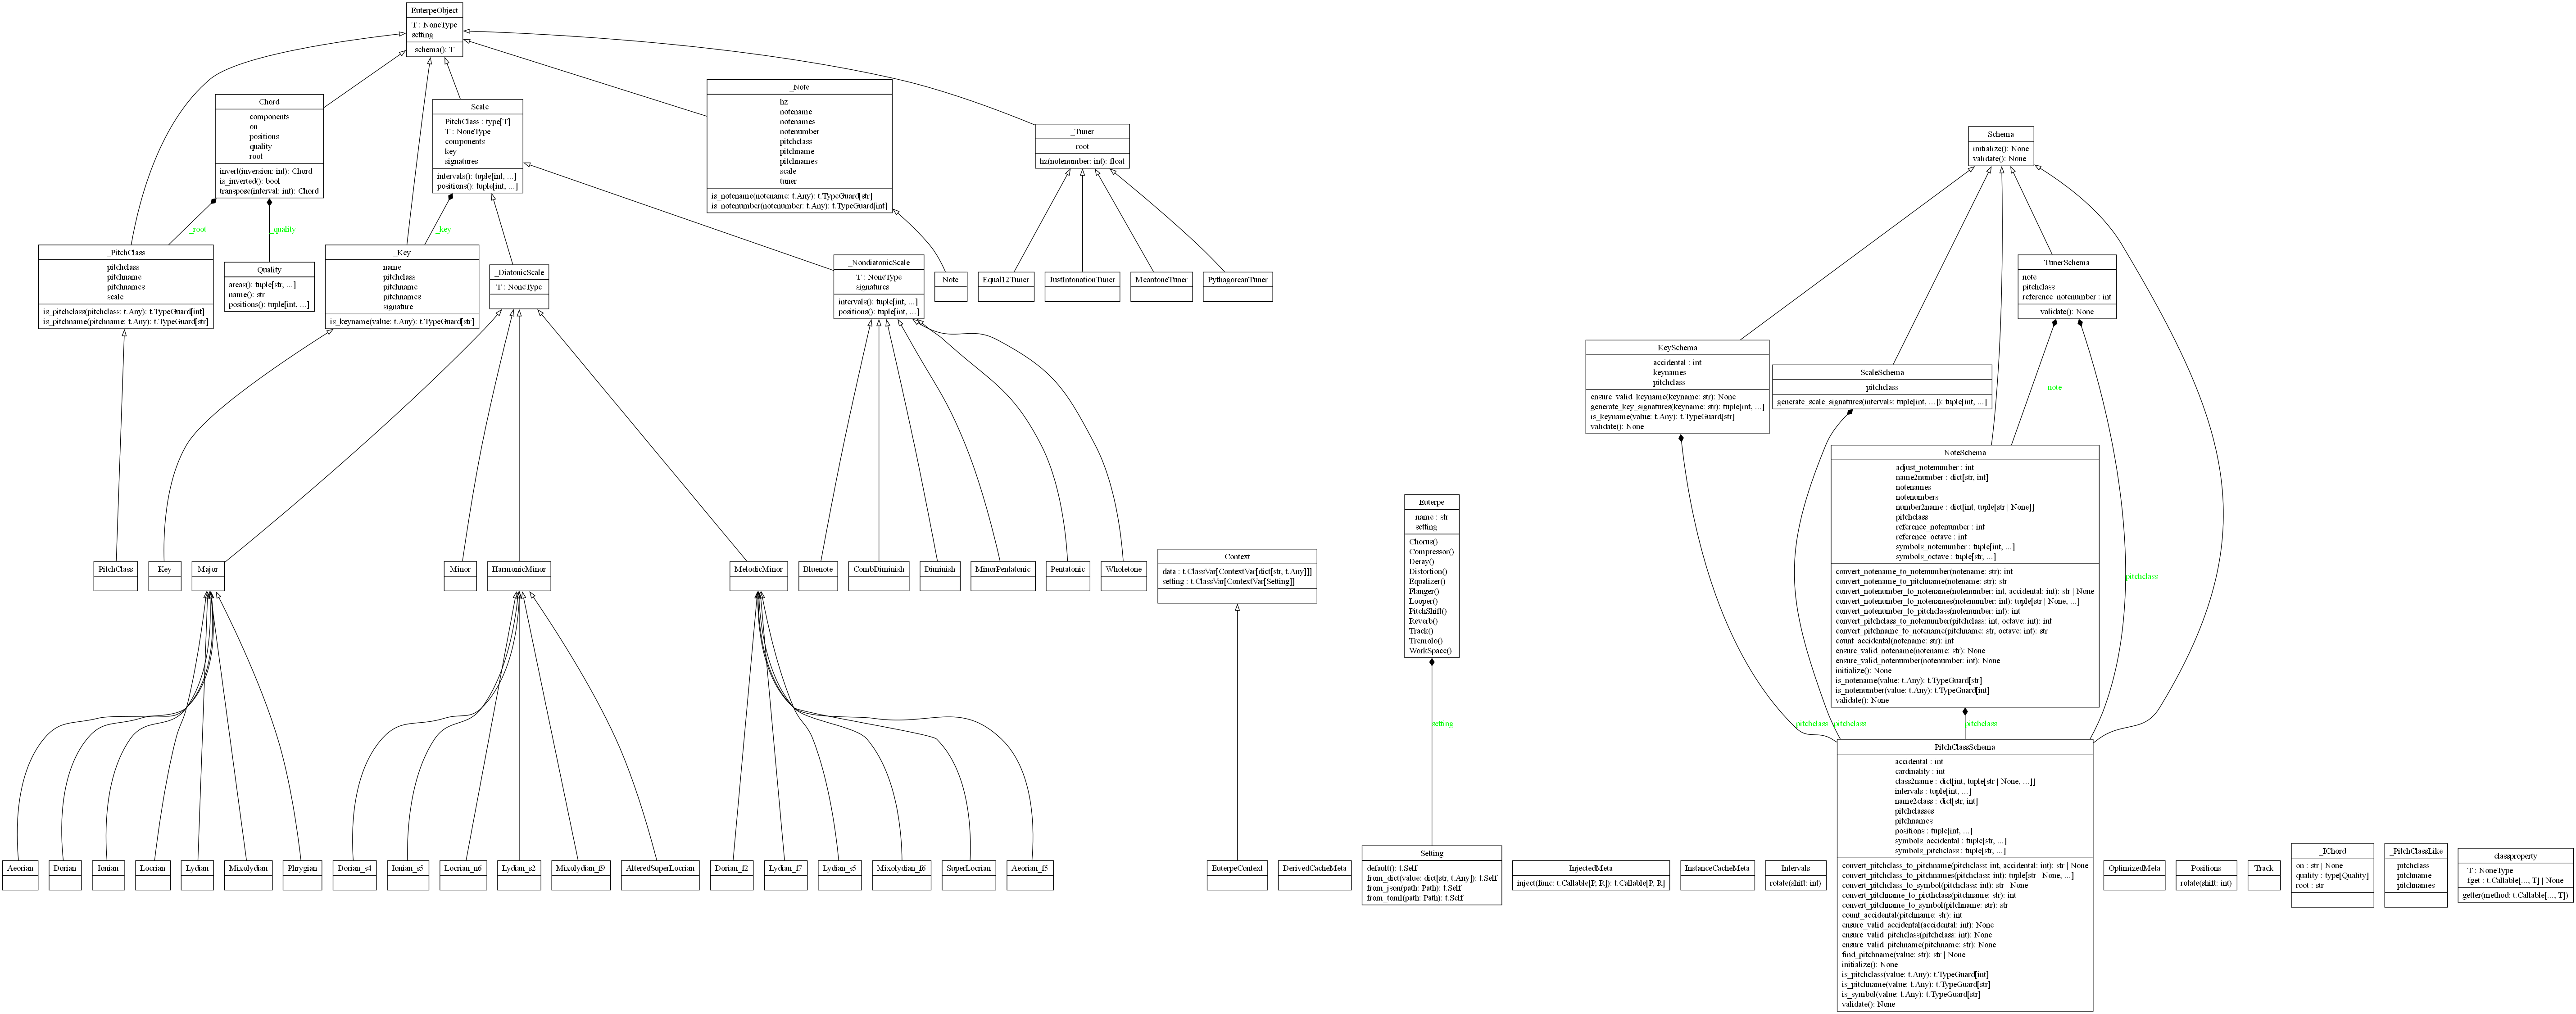 EuterpeObject
T : NoneType
setting
schema(): T
Chord
components
on
positions
quality
root
invert(inversion: int): Chord
is_inverted(): bool
transpose(interval: int): Chord
_Scale
PitchClass : type[T]
T : NoneType
components
key
signatures
intervals(): tuple[int, ...]
positions(): tuple[int, ...]
_Note
hz
notename
notenames
notenumber
pitchclass
pitchname
pitchnames
scale
tuner
is_notename(notename: t.Any): t.TypeGuard[str]
is_notenumber(notenumber: t.Any): t.TypeGuard[int]
_Tuner
root
hz(notenumber: int): float
Schema
initialize(): None
validate(): None
_root
_quality
_key
_PitchClass
pitchclass
pitchname
pitchnames
scale
is_pitchclass(pitchclass: t.Any): t.TypeGuard[int]
is_pitchname(pitchname: t.Any): t.TypeGuard[str]
Quality
areas(): tuple[str, ...]
name(): str
positions(): tuple[int, ...]
_Key
name
pitchclass
pitchname
pitchnames
signature
is_keyname(value: t.Any): t.TypeGuard[str]
_DiatonicScale
T : NoneType
_NondiatonicScale
T : NoneType
signatures
intervals(): tuple[int, ...]
positions(): tuple[int, ...]
Note
Equal12Tuner
JustIntonationTuner
MeantoneTuner
PythagoreanTuner
TunerSchema
note
pitchclass
reference_notenumber : int
validate(): None
KeySchema
accidental : int
keynames
pitchclass
ensure_valid_keyname(keyname: str): None
generate_key_signatures(keyname: str): tuple[int, ...]
is_keyname(value: t.Any): t.TypeGuard[str]
validate(): None
ScaleSchema
pitchclass
generate_scale_signatures(intervals: tuple[int, ...]): tuple[int, ...]
note
NoteSchema
adjust_notenumber : int
name2number : dict[str, int]
notenames
notenumbers
number2name : dict[int, tuple[str | None]]
pitchclass
reference_notenumber : int
reference_octave : int
symbols_notenumber : tuple[int, ...]
symbols_octave : tuple[str, ...]
convert_notename_to_notenumber(notename: str): int
convert_notename_to_pitchname(notename: str): str
convert_notenumber_to_notename(notenumber: int, accidental: int): str | None
convert_notenumber_to_notenames(notenumber: int): tuple[str | None, ...]
convert_notenumber_to_pitchclass(notenumber: int): int
convert_pitchclass_to_notenumber(pitchclass: int, octave: int): int
convert_pitchname_to_notename(pitchname: str, octave: int): str
count_accidental(notename: str): int
ensure_valid_notename(notename: str): None
ensure_valid_notenumber(notenumber: int): None
initialize(): None
is_notename(value: t.Any): t.TypeGuard[str]
is_notenumber(value: t.Any): t.TypeGuard[int]
validate(): None
pitchclass
Euterpe
name : str
setting
Chorus()
Compressor()
Deray()
Distortion()
Equalizer()
Flanger()
Looper()
PitchShift()
Reverb()
Track()
Tremolo()
WorkSpace()
PitchClass
Key
Major
Minor
HarmonicMinor
MelodicMinor
Bluenote
CombDiminish
Diminish
MinorPentatonic
Pentatonic
Wholetone
Context
data : t.ClassVar[ContextVar[dict[str, t.Any]]]
setting : t.ClassVar[ContextVar[Setting]]
setting
pitchclass
pitchclass
pitchclass
Aeorian
Dorian
Ionian
Locrian
Lydian
Mixolydian
Phrygian
Dorian_s4
Ionian_s5
Locrian_n6
Lydian_s2
Mixolydian_f9
AlteredSuperLocrian
Dorian_f2
Lydian_f7
Lydian_s5
Mixolydian_f6
SuperLocrian
Aeorian_f5
EuterpeContext
DerivedCacheMeta
Setting
default(): t.Self
from_dict(value: dict[str, t.Any]): t.Self
from_json(path: Path): t.Self
from_toml(path: Path): t.Self
InjectedMeta
inject(func: t.Callable[P, R]): t.Callable[P, R]
InstanceCacheMeta
Intervals
rotate(shift: int)
PitchClassSchema
accidental : int
cardinality : int
class2name : dict[int, tuple[str | None, ...]]
intervals : tuple[int, ...]
name2class : dict[str, int]
pitchclasses
pitchnames
positions : tuple[int, ...]
symbols_accidental : tuple[str, ...]
symbols_pitchclass : tuple[str, ...]
convert_pitchclass_to_pitchname(pitchclass: int, accidental: int): str | None
convert_pitchclass_to_pitchnames(pitchclass: int): tuple[str | None, ...]
convert_pitchclass_to_symbol(pitchclass: int): str | None
convert_pitchname_to_picthclass(pitchname: str): int
convert_pitchname_to_symbol(pitchname: str): str
count_accidental(pitchname: str): int
ensure_valid_accidental(accidental: int): None
ensure_valid_pitchclass(pitchclass: int): None
ensure_valid_pitchname(pitchname: str): None
find_pitchname(value: str): str | None
initialize(): None
is_pitchclass(value: t.Any): t.TypeGuard[int]
is_pitchname(value: t.Any): t.TypeGuard[str]
is_symbol(value: t.Any): t.TypeGuard[str]
validate(): None
OptimizedMeta
Positions
rotate(shift: int)
Track
_IChord
on : str | None
quality : type[Quality]
root : str
_PitchClassLike
pitchclass
pitchname
pitchnames
classproperty
T : NoneType
fget : t.Callable[..., T] | None
getter(method: t.Callable[..., T])